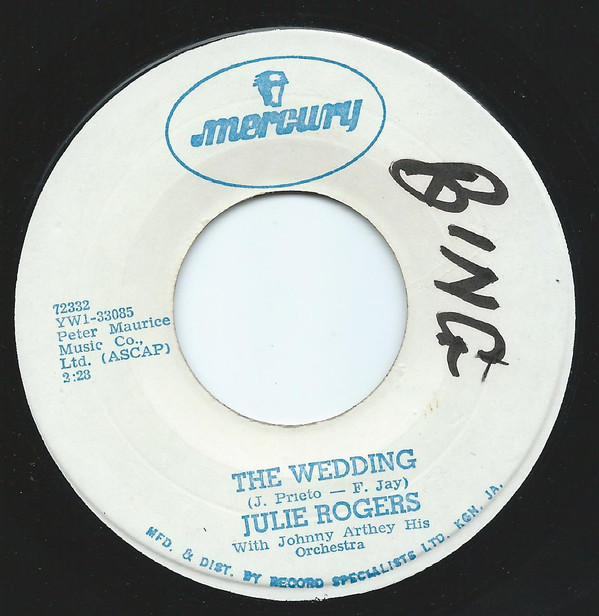 mercury
BING
72332
YW1-33085
Peter Maurice
Music Co.,
Ltd. (ASCAP)
2:28
THE WEDDING
(J. Prieto — F. Jay)
JULIE ROGERS
With Johnny Arthey His
Orchestra
MFD. & DIST. BY RECORD SPECIALISTS LTD. KGN. JA.